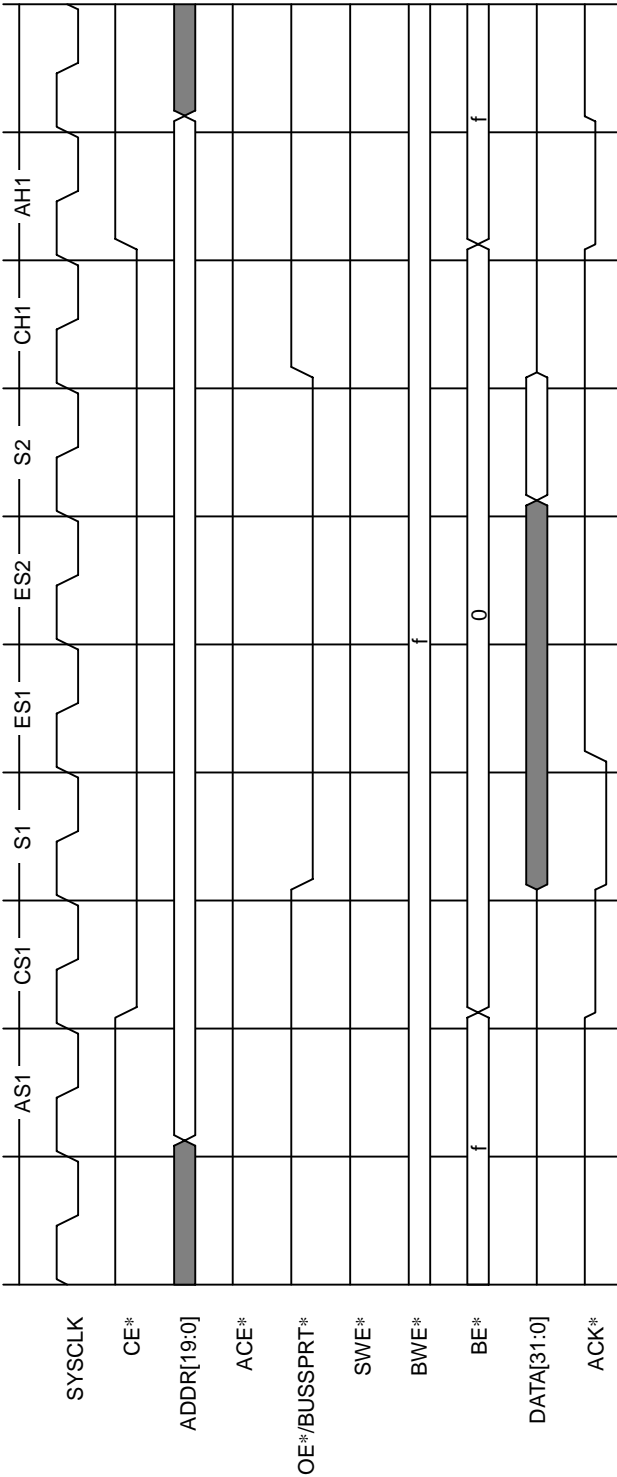 AS1 CS1 S1 ES1 ES2 S2 CH1 AH1
SYSCLK
CE*
ADDR[19:0]
ACE*
OE*/BUSSPRT*
SWE*
BWE* f
BE* f 0 f
DATA[31:0]
ACK*